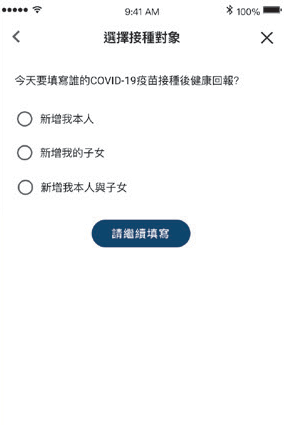 9:41 AM
100%
選擇接種對象
今天要填寫誰的COVID-19疫苗接種後健康回報?
新增我本人
新增我的子女
新增我本人與子女
請繼續填寫